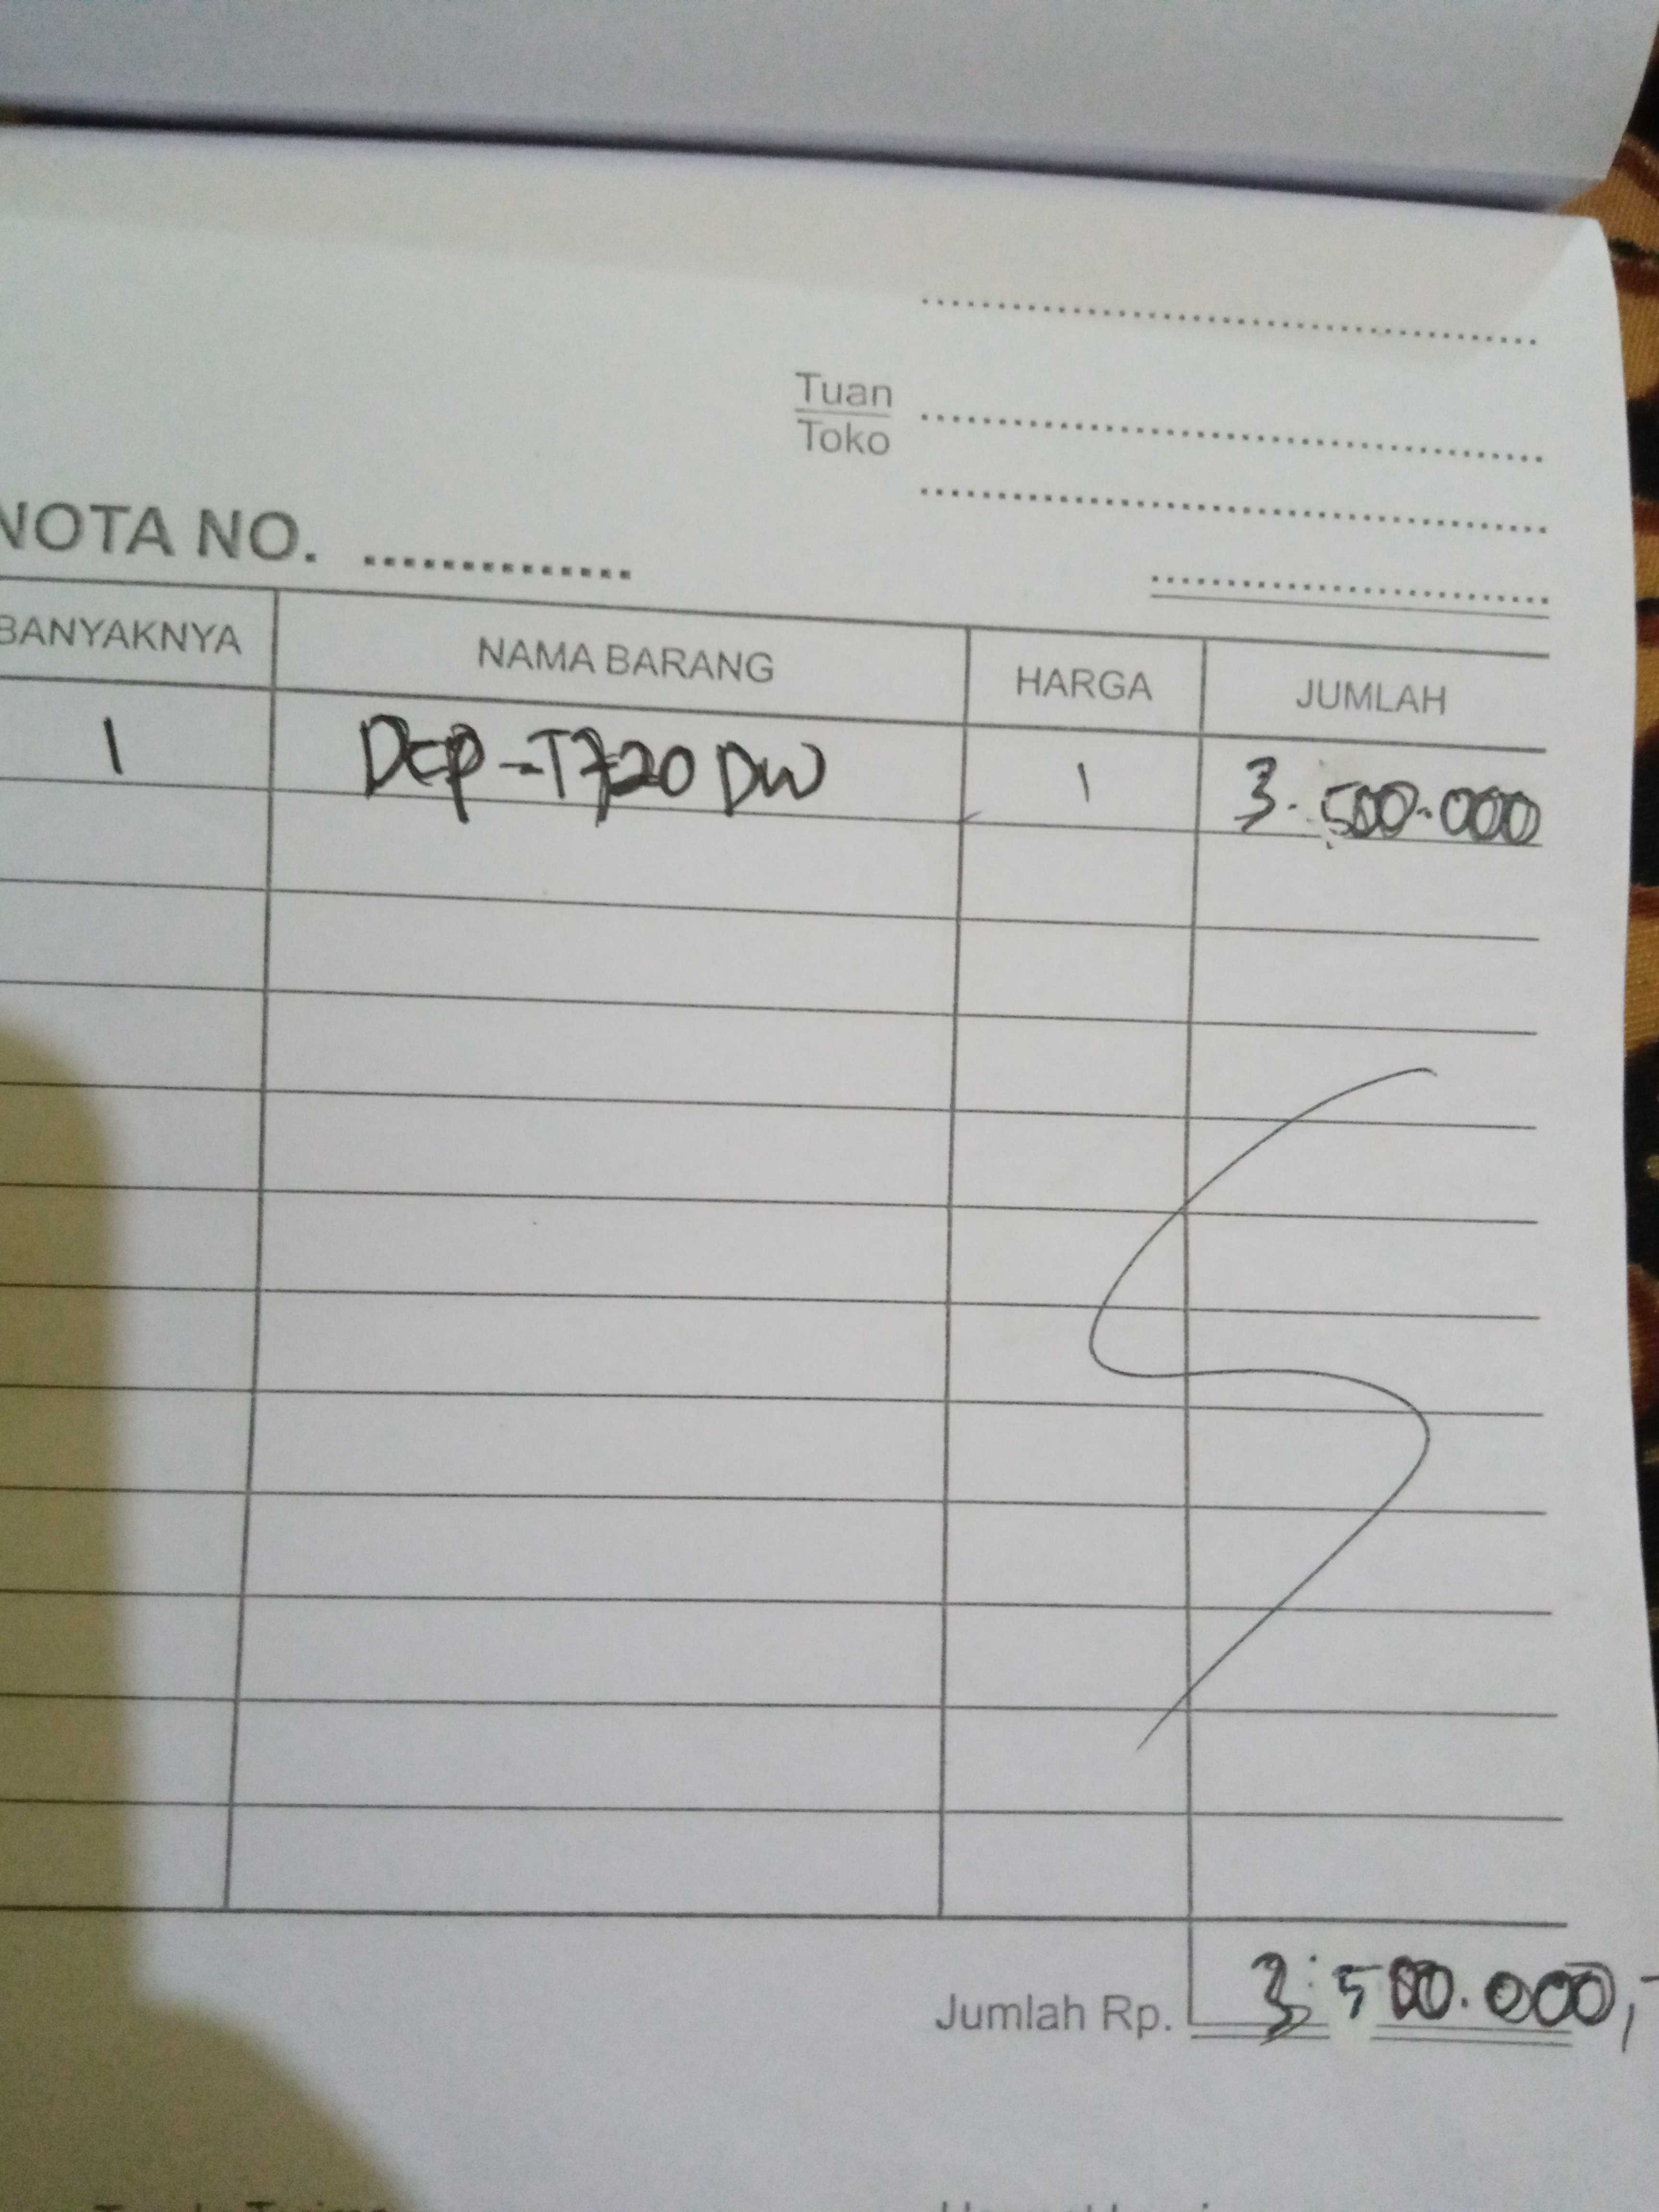 Tuan
Toko
NOTA NO. ..............
BANYAKNYA NAMA BARANG HARGA JUMLAH
1 DCP-T720 DW 1 3.500.000
Jumlah Rp. 3.500.000,-